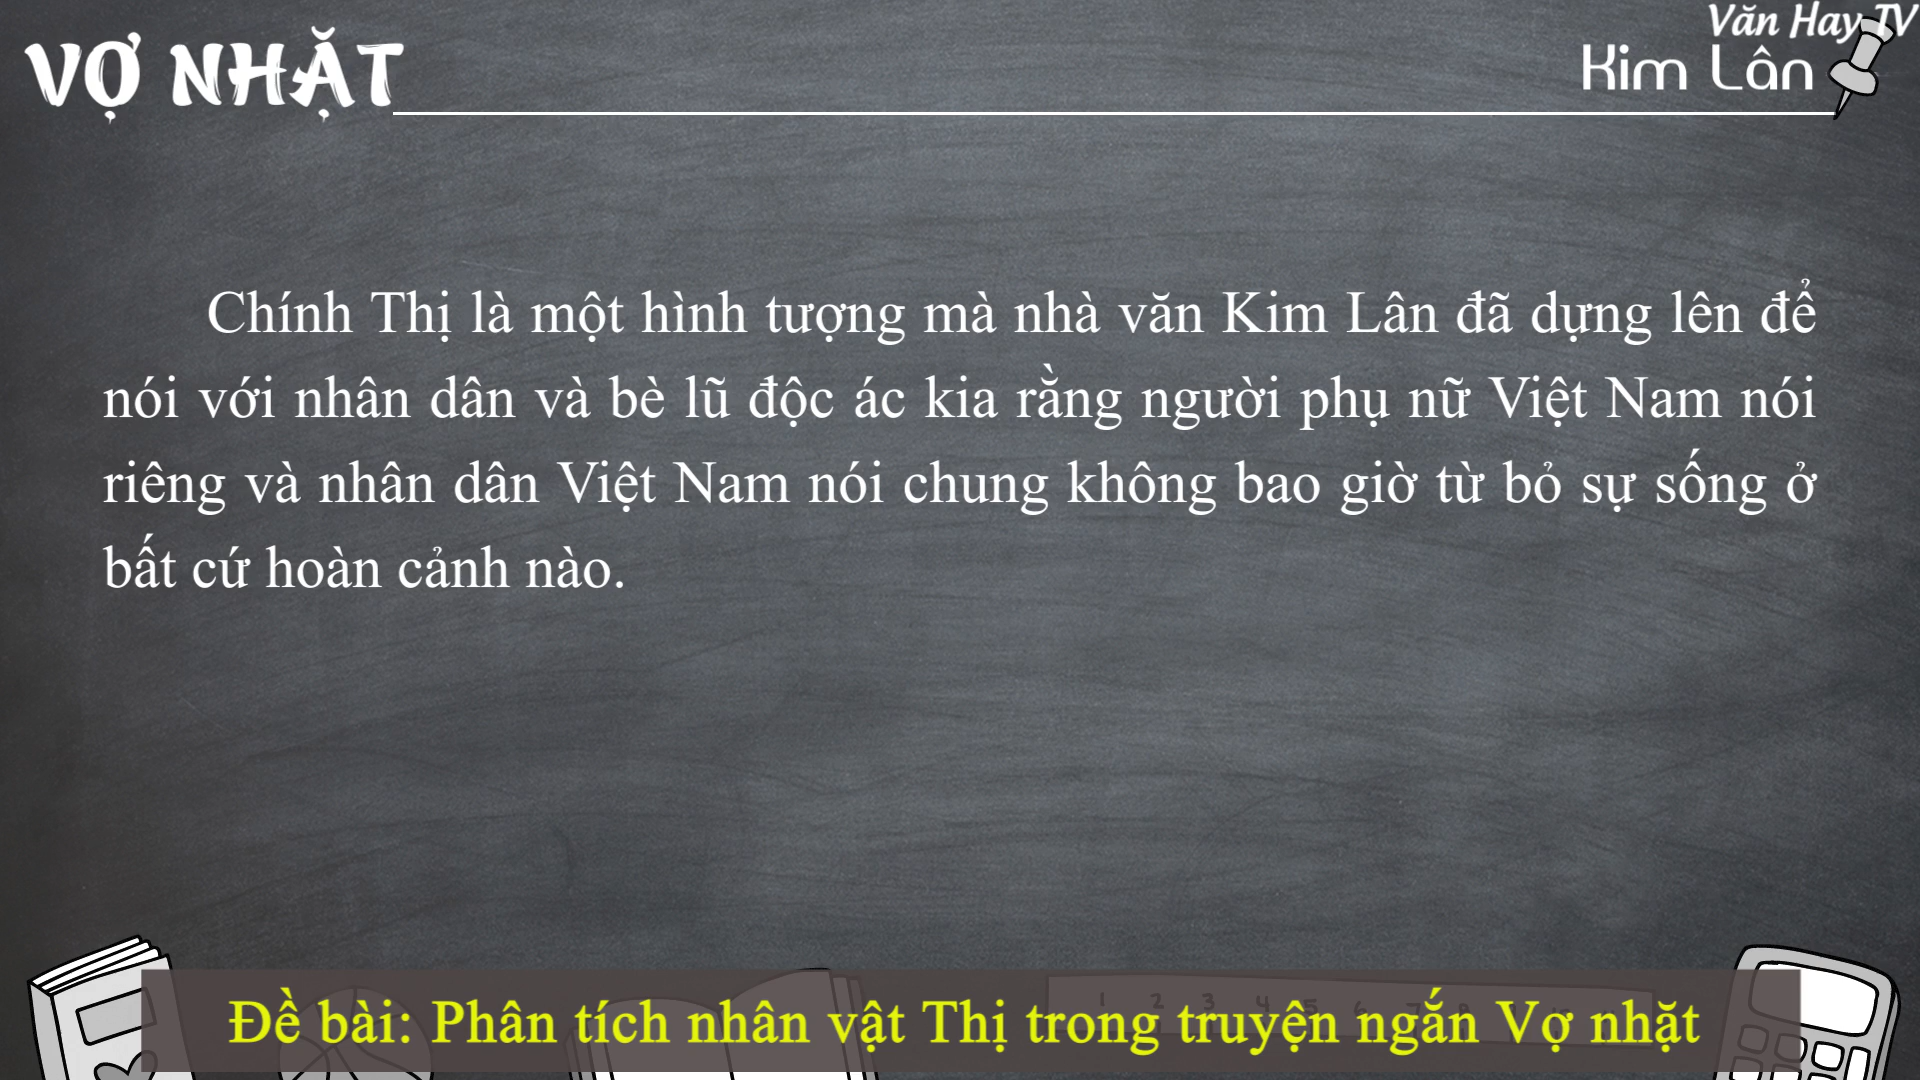 Văn Hay TV
VỢ NHẶT
Kim Lân
Chính Thị là một hình tượng mà nhà văn Kim Lân đã dựng lên để
nói với nhân dân và bè lũ độc ác kia rằng người phụ nữ Việt Nam nói
riêng và nhân dân Việt Nam nói chung không bao giờ từ bỏ sự sống ở
bất cứ hoàn cảnh nào.
Đề bài: Phân tích nhân vật Thị trong truyện ngắn Vợ nhặt